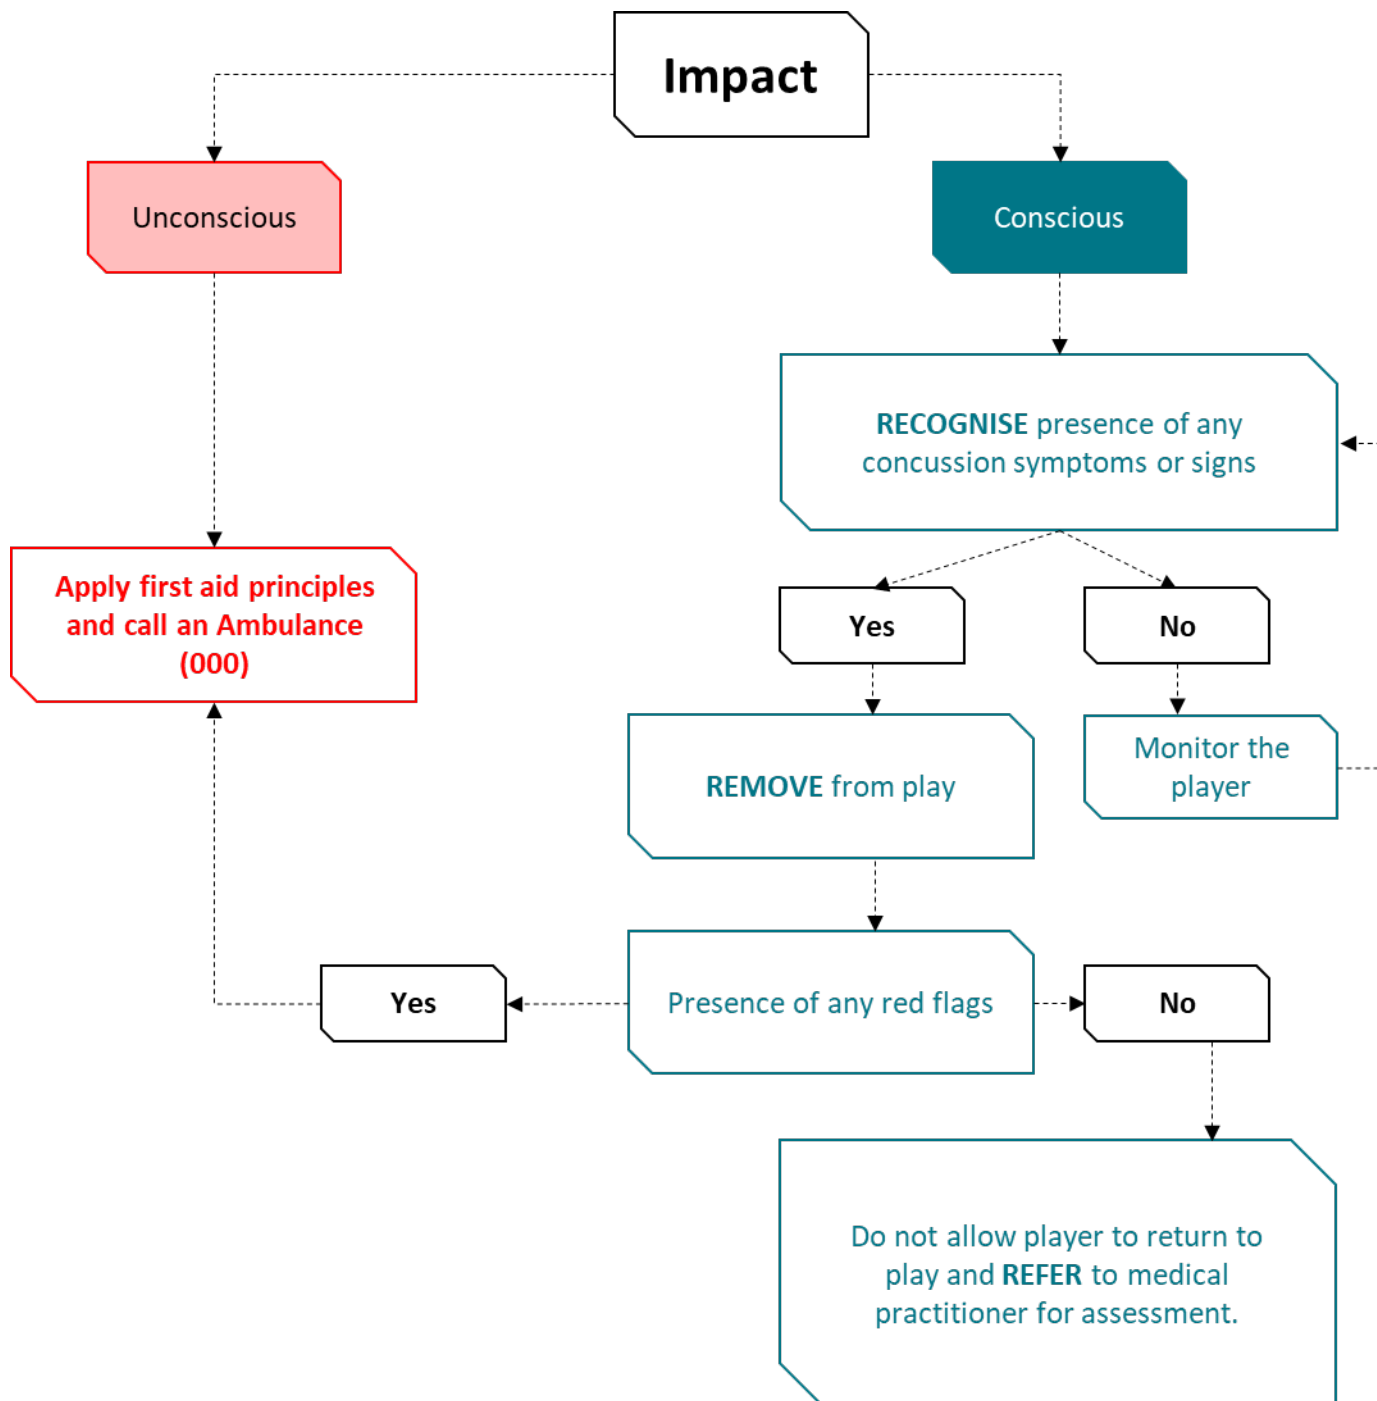 Impact
Unconscious
Conscious
RECOGNISE presence of any
concussion symptoms or signs
Apply first aid principles
and call an Ambulance
(000)
Yes
No
REMOVE from play
Monitor the
player
Yes
Presence of any red flags
No
Do not allow player to return to
play and REFER to medical
practitioner for assessment.